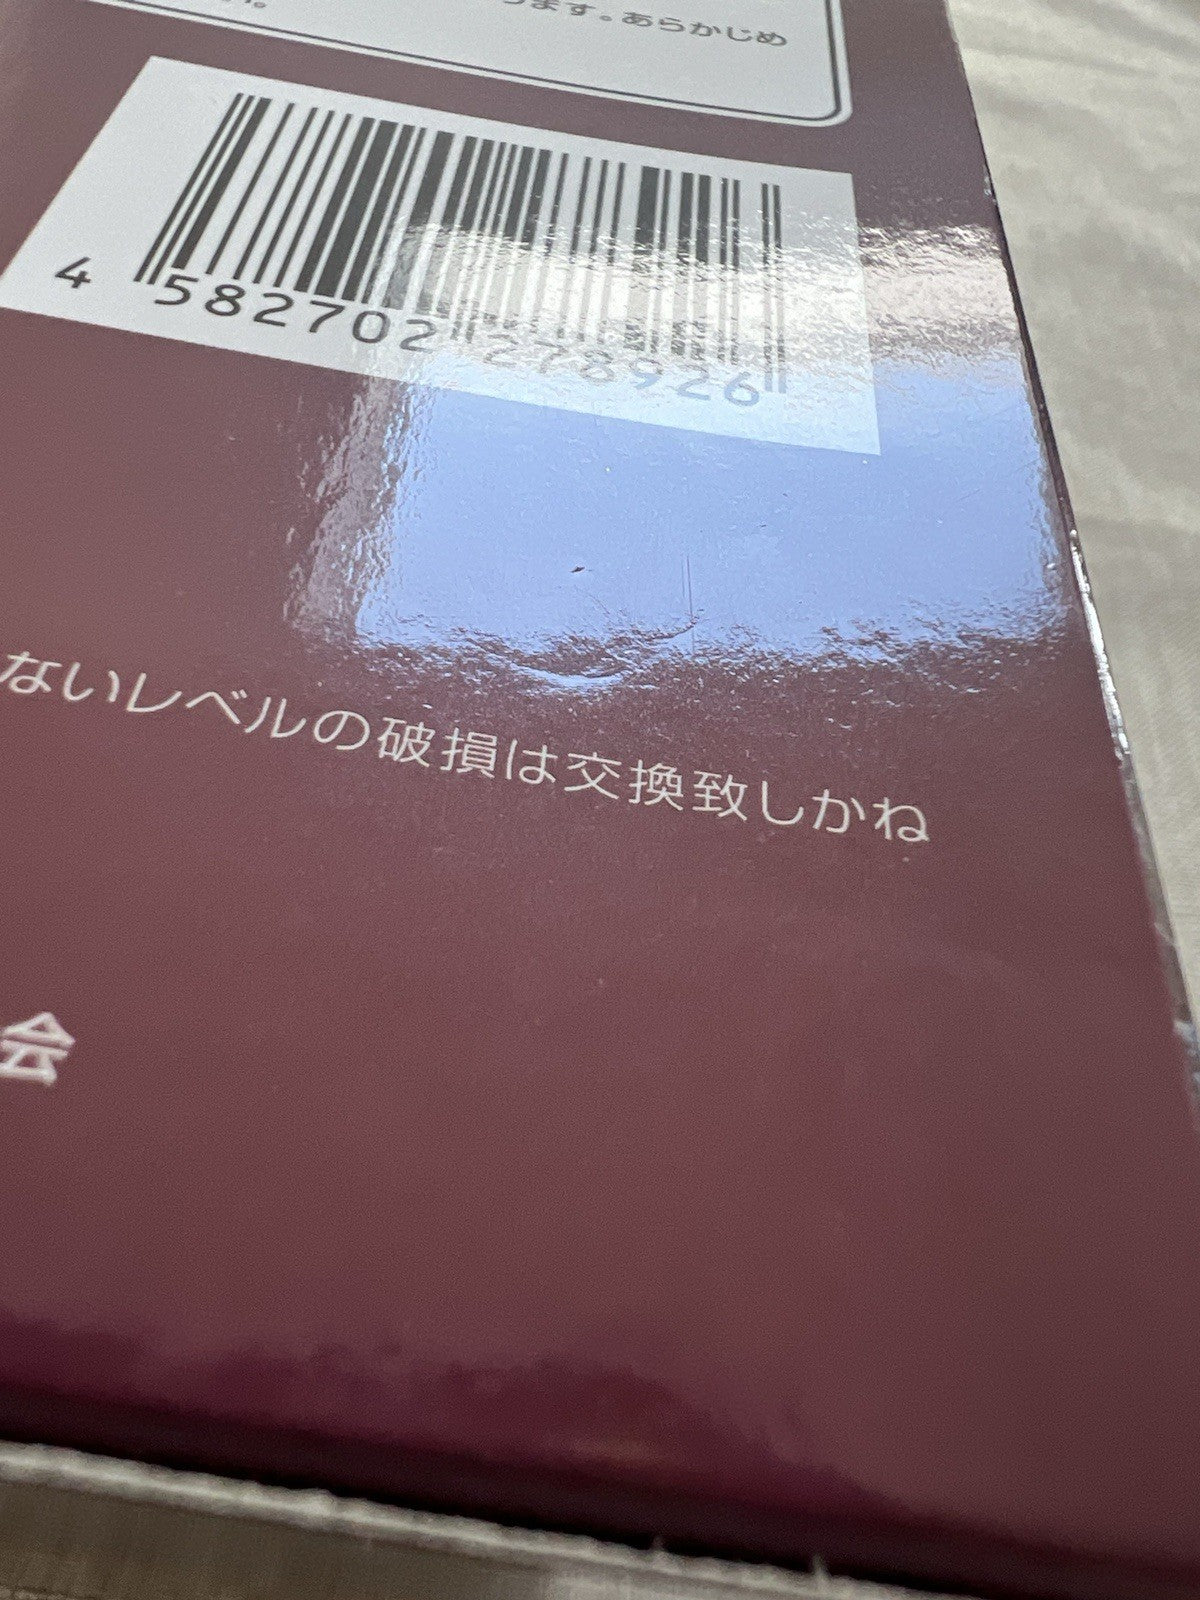 ます。あらかじめ
4 582702 278926
ないレベルの破損は交換致しかね
会